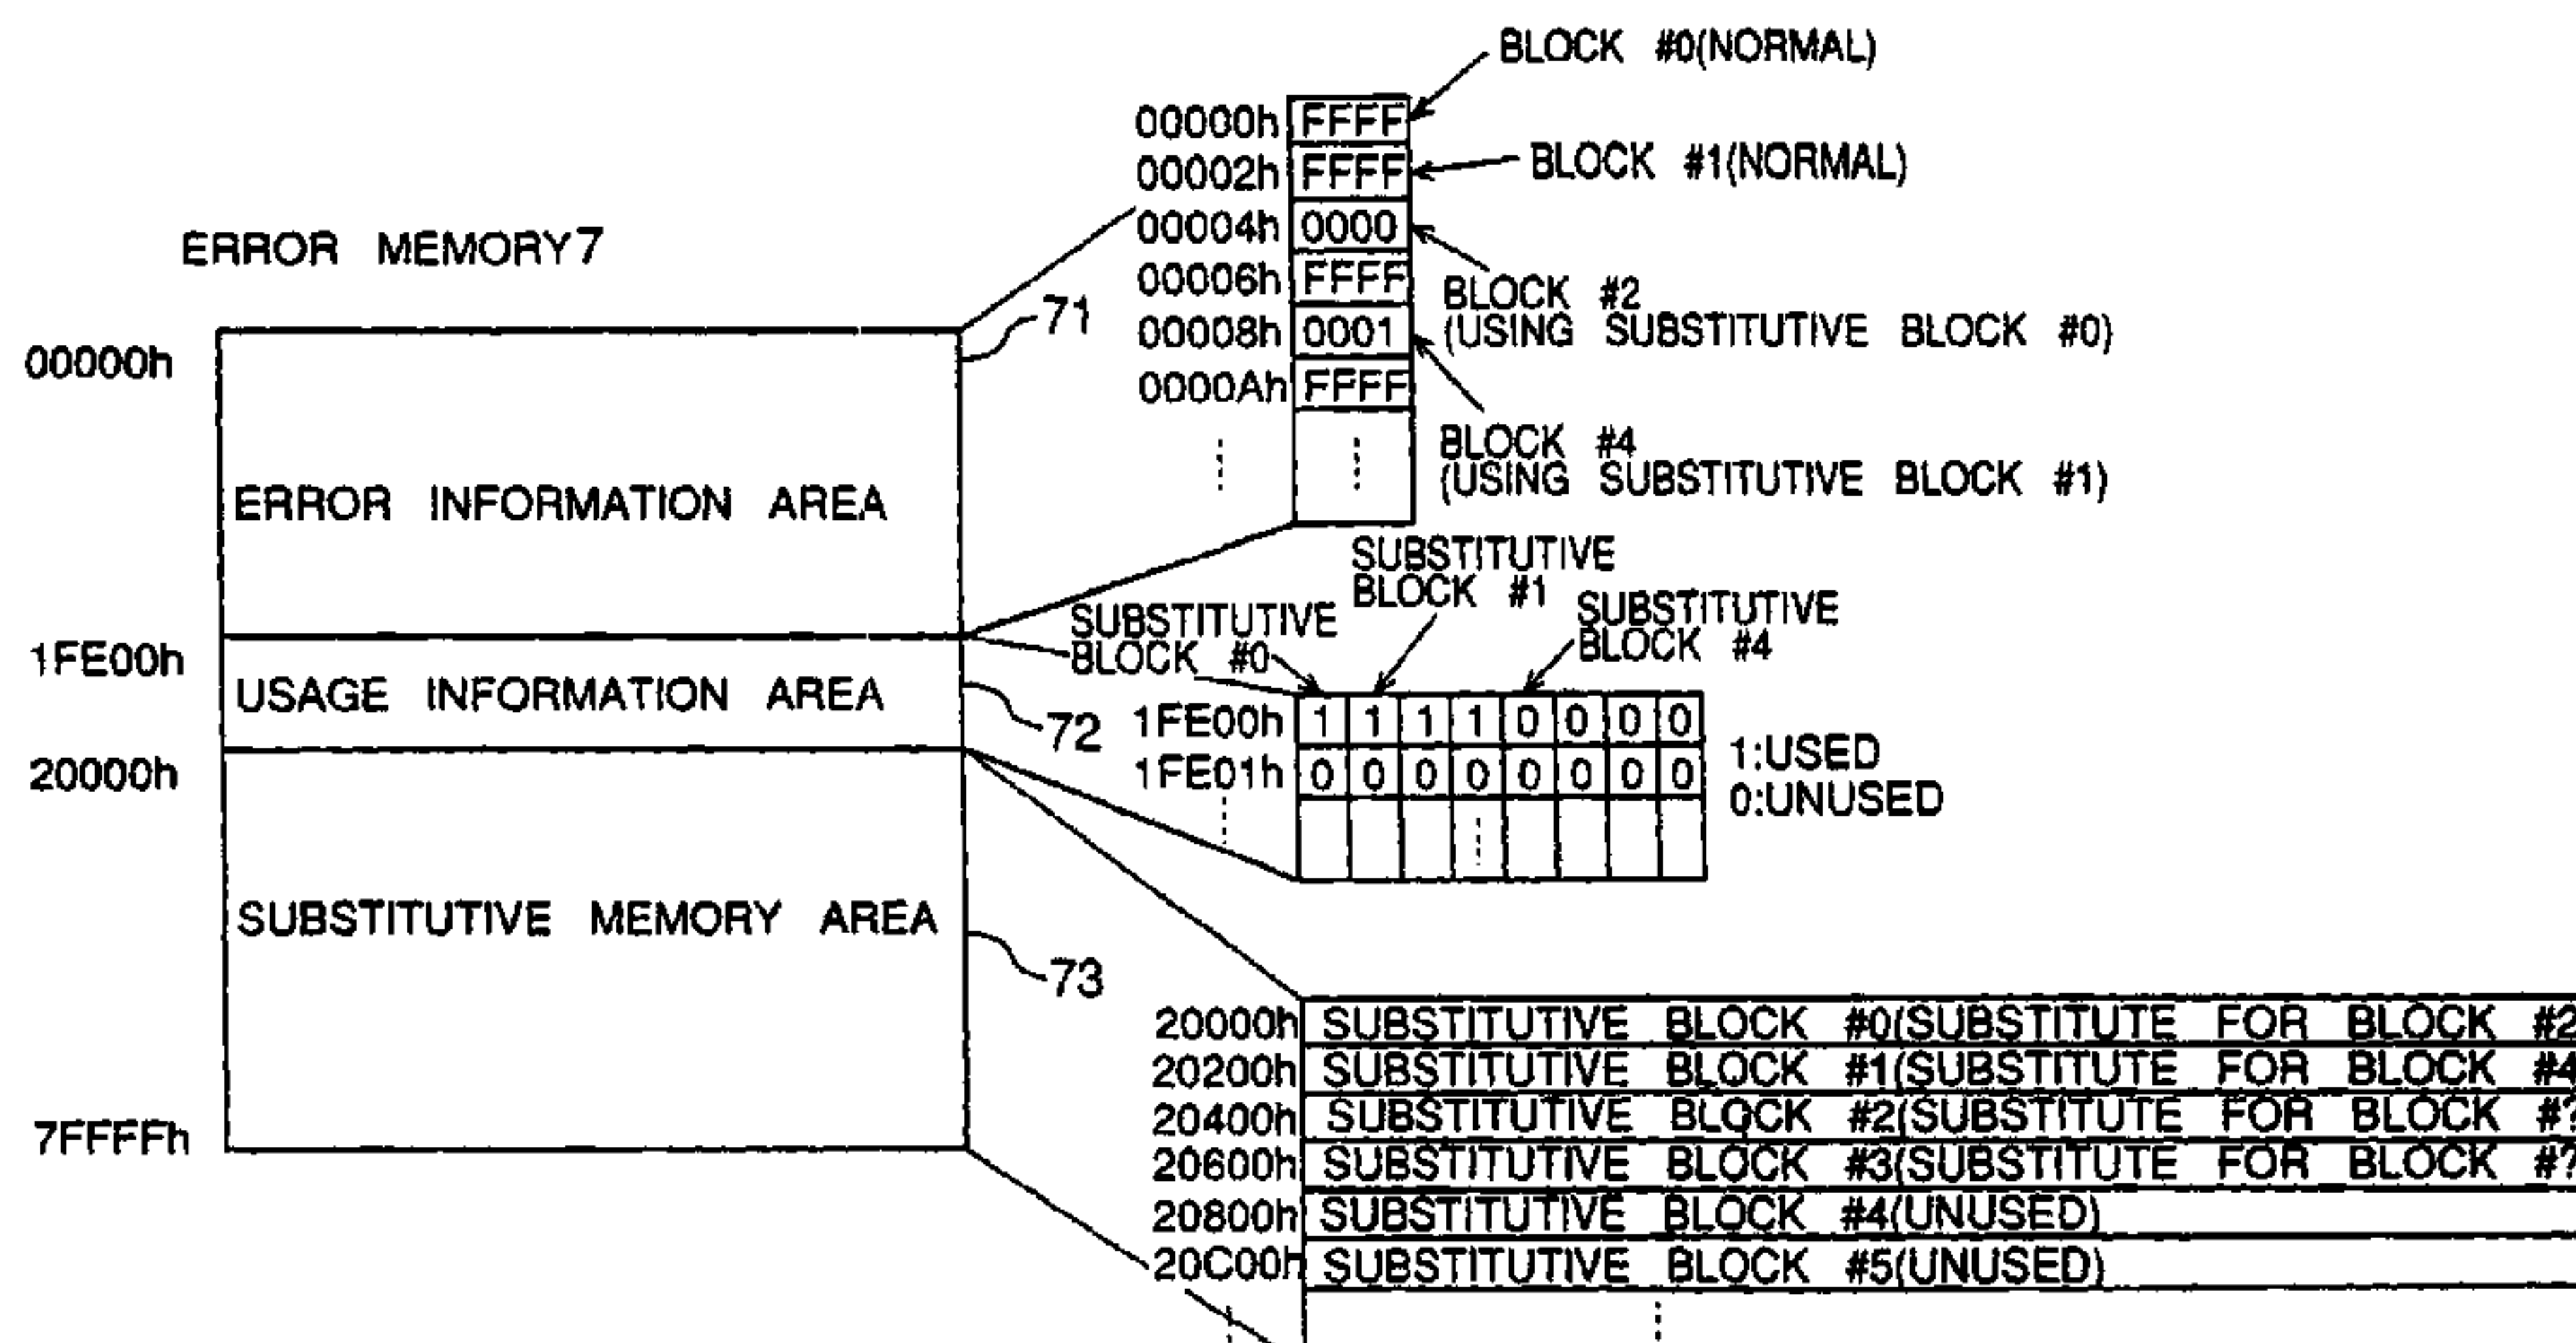 ERROR MEMORY7
00000h
71
ERROR INFORMATION AREA
1FE00h
USAGE INFORMATION AREA
72
20000h
SUBSTITUTIVE MEMORY AREA
73
7FFFFh
BLOCK #0(NORMAL)
00000h FFFF
BLOCK #1(NORMAL)
00002h FFFF
00004h 0000
00006h FFFF
BLOCK #2
(USING SUBSTITUTIVE BLOCK #0)
00008h 0001
0000Ah FFFF
BLOCK #4
(USING SUBSTITUTIVE BLOCK #1)
SUBSTITUTIVE
BLOCK #0
SUBSTITUTIVE
BLOCK #1
SUBSTITUTIVE
BLOCK #4
1FE00h 1 1 1 1 0 0 0 0
1FE01h 0 0 0 0 0 0 0 0
1:USED
0:UNUSED
20000h SUBSTITUTIVE BLOCK #0(SUBSTITUTE FOR BLOCK #2
20200h SUBSTITUTIVE BLOCK #1(SUBSTITUTE FOR BLOCK #4
20400h SUBSTITUTIVE BLOCK #2(SUBSTITUTE FOR BLOCK #?
20600h SUBSTITUTIVE BLOCK #3(SUBSTITUTE FOR BLOCK #?
20800h SUBSTITUTIVE BLOCK #4(UNUSED)
20C00h SUBSTITUTIVE BLOCK #5(UNUSED)